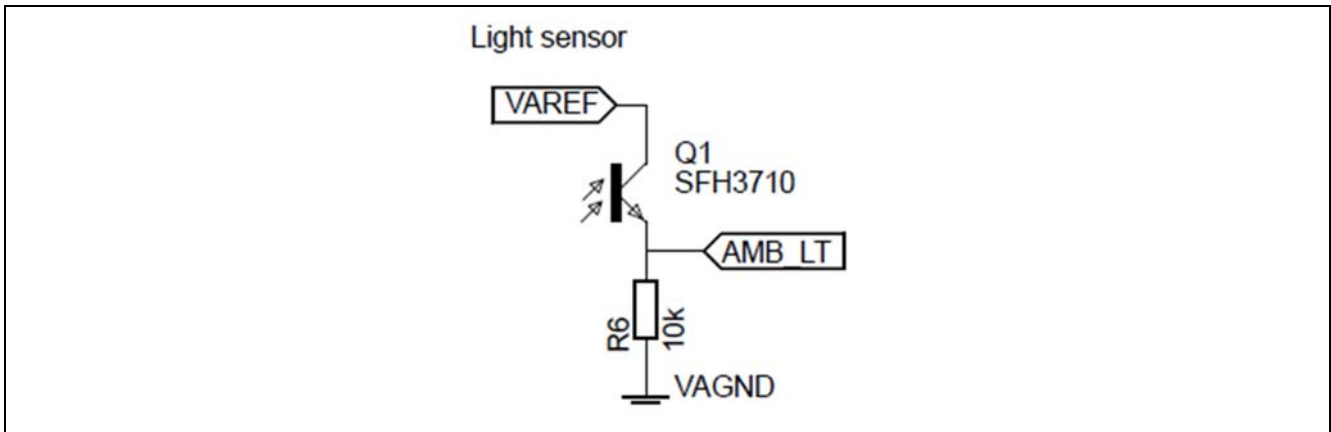 Light sensor
VAREF
Q1
SFH3710
AMB_LT
R6
10k
VAGND